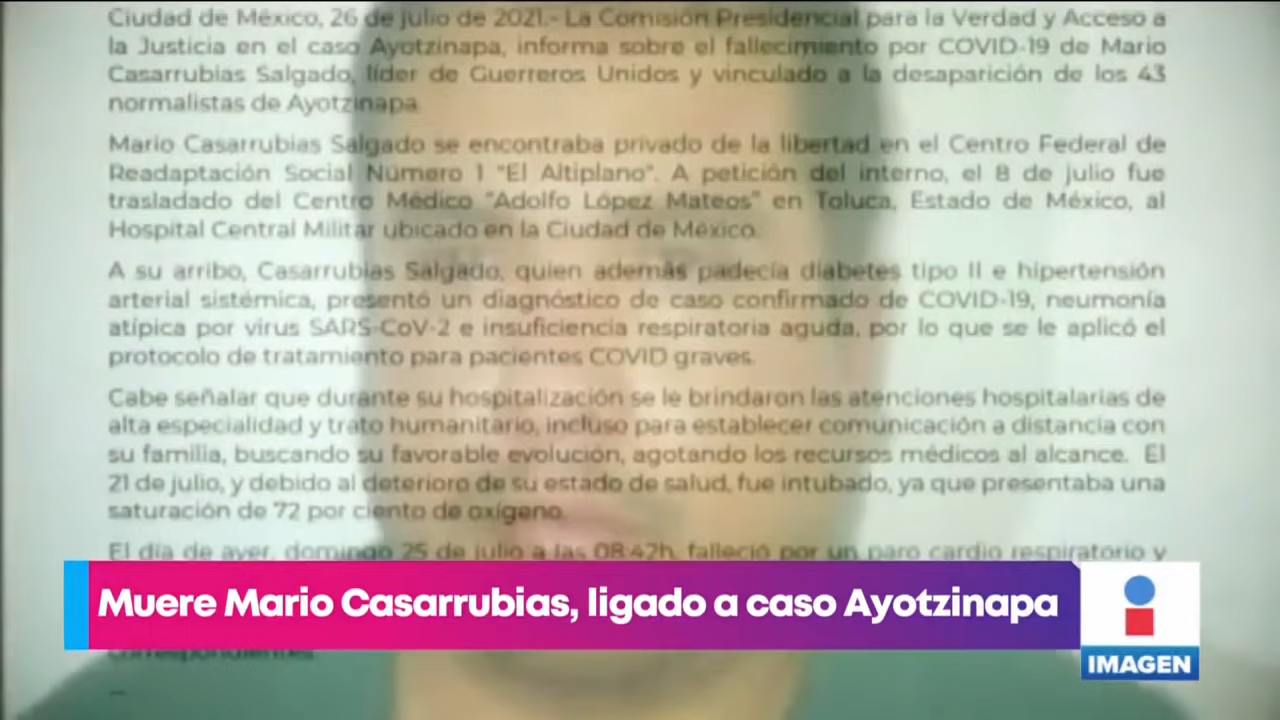 Ciudad de México, 26 de julio de 2021.- La Comisión Presidencial para la Verdad y Acceso a
la Justicia en el caso Ayotzinapa, informa sobre el fallecimiento por COVID-19 de Mario
Casarrubias Salgado, líder de Guerreros Unidos y vinculado a la desaparición de los 43
normalistas de Ayotzinapa.
Mario Casarrubias Salgado se encontraba privado de la libertad en el Centro Federal de
Readaptación Social Número 1 "El Altiplano". A petición del interno, el 8 de julio fue
trasladado del Centro Médico "Adolfo López Mateos" en Toluca, Estado de México, al
Hospital Central Militar ubicado en la Ciudad de México.
A su arribo, Casarrubias Salgado, quien además padecía diabetes tipo II e hipertensión
arterial sistémica, presentó un diagnóstico de caso confirmado de COVID-19, neumonía
atípica por virus SARS-CoV-2 e insuficiencia respiratoria aguda, por lo que se le aplicó el
protocolo de tratamiento para pacientes COVID graves.
Cabe señalar que durante su hospitalización se le brindaron las atenciones hospitalarias de
alta especialidad y trato humanitario, incluso para establecer comunicación a distancia con
su familia, buscando su favorable evolución, agotando los recursos médicos al alcance. El
21 de julio, y debido al deterioro de su estado de salud, fue intubado, ya que presentaba una
saturación de 72 por ciento de oxígeno.
El día de ayer, domingo 25 de julio a las 08:42h, falleció por un paro cardio respiratorio y
Muere Mario Casarrubias, ligado a caso Ayotzinapa
IMAGEN